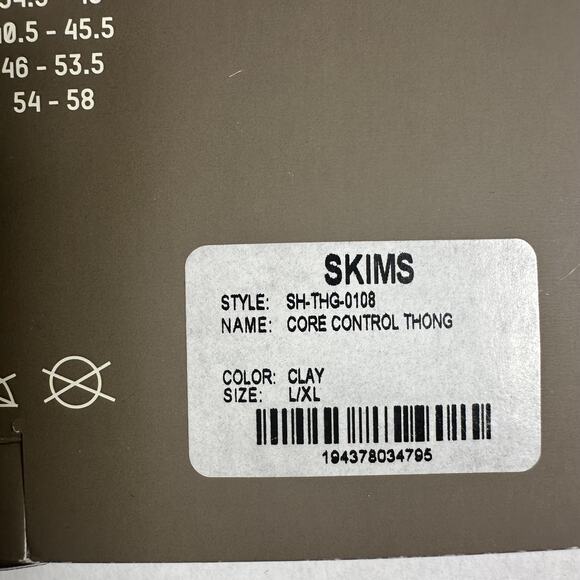 40.5 - 45.5
46 - 53.5
54 - 58
SKIMS
STYLE: SH-THG-0108
NAME: CORE CONTROL THONG
COLOR: CLAY
SIZE: L/XL
194378034795